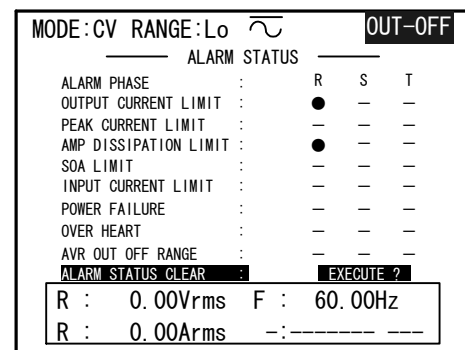 MODE:CV RANGE:Lo OUT-OFF
ALARM STATUS
ALARM PHASE : R S T
OUTPUT CURRENT LIMIT : ● — —
PEAK CURRENT LIMIT : — — —
AMP DISSIPATION LIMIT : ● — —
SOA LIMIT : — — —
INPUT CURRENT LIMIT : — — —
POWER FAILURE : — — —
OVER HEART : — — —
AVR OUT OFF RANGE : — — —
ALARM STATUS CLEAR : EXECUTE ?
R : 0.00Vrms F : 60.00Hz
R : 0.00Arms -:------- ---